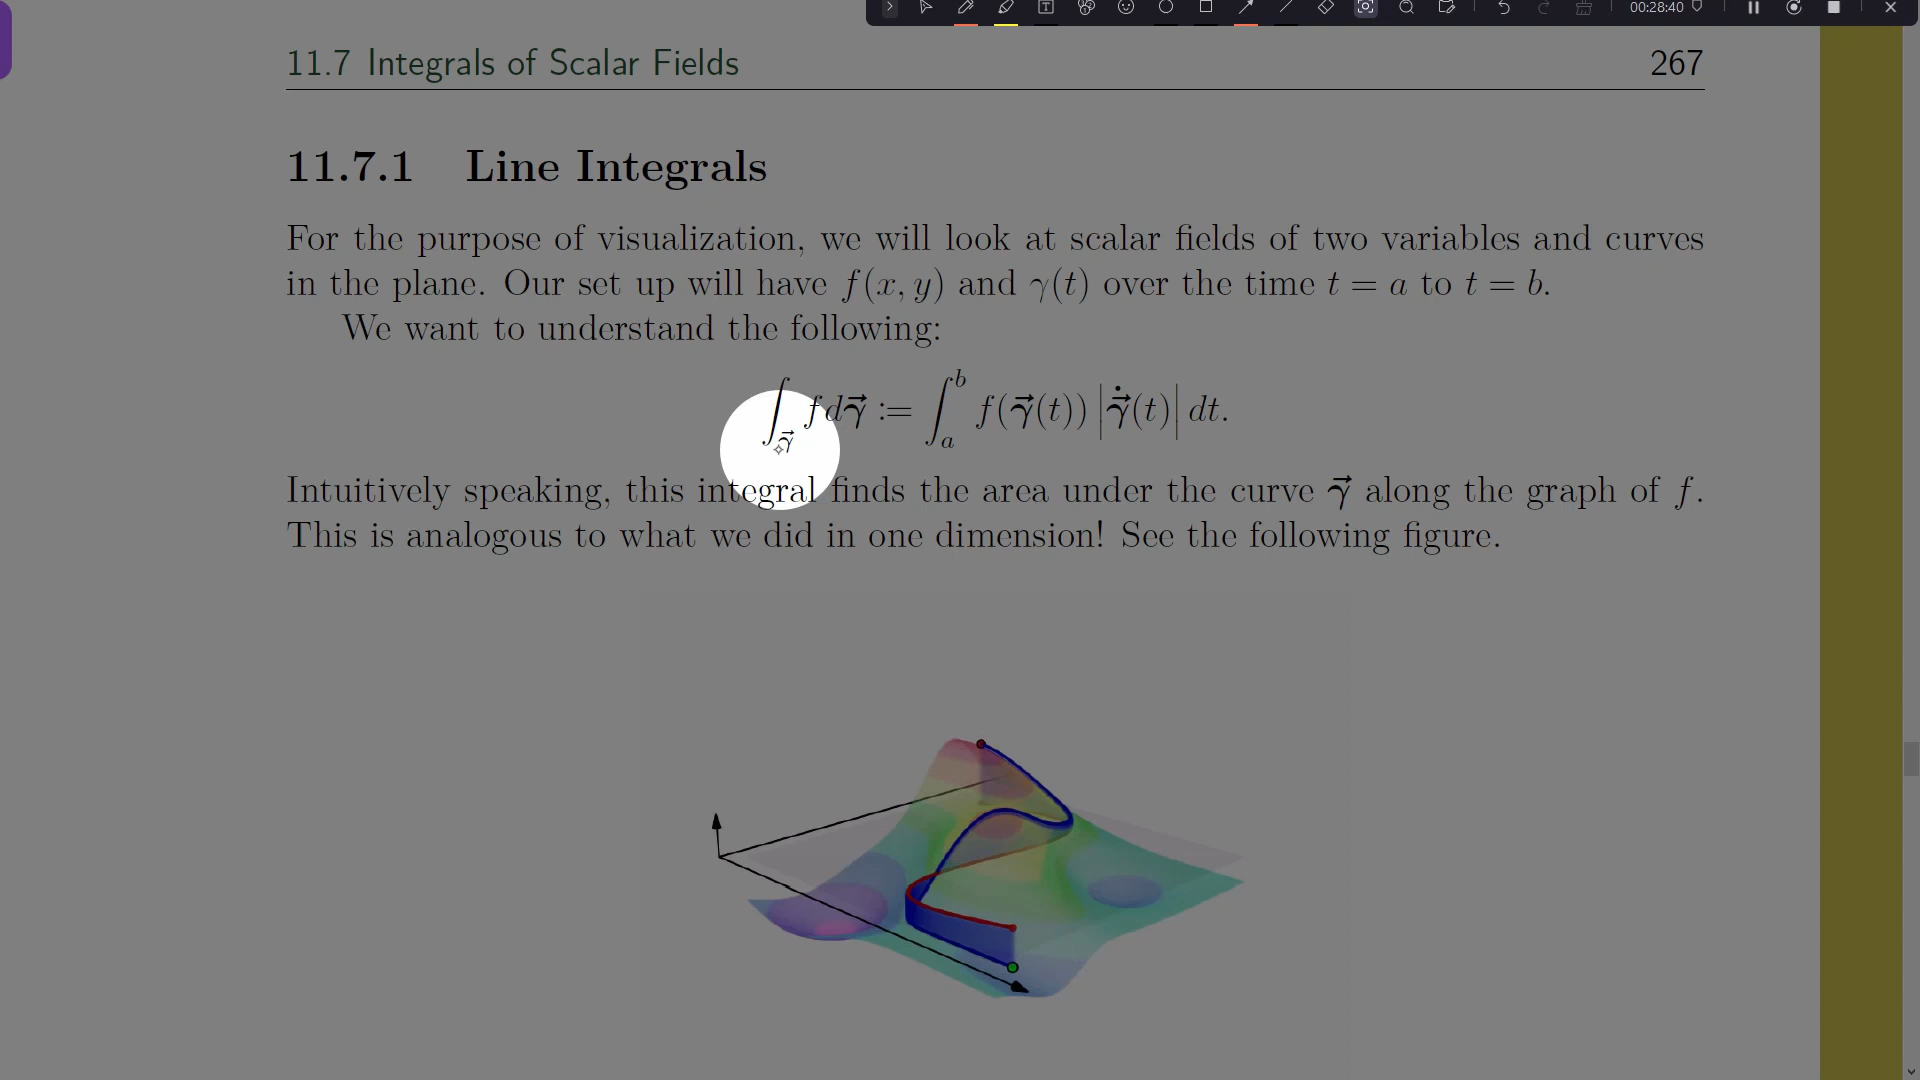 00:28:40
11.7 Integrals of Scalar Fields 267
11.7.1 Line Integrals
For the purpose of visualization, we will look at scalar fields of two variables and curves
in the plane. Our set up will have f(x, y) and γ(t) over the time t = a to t = b.
We want to understand the following:
∫_γ⃗ f dγ⃗ := ∫_a^b f(γ⃗(t)) |γ⃗̇(t)| dt.
Intuitively speaking, this integral finds the area under the curve γ⃗ along the graph of f.
This is analogous to what we did in one dimension! See the following figure.